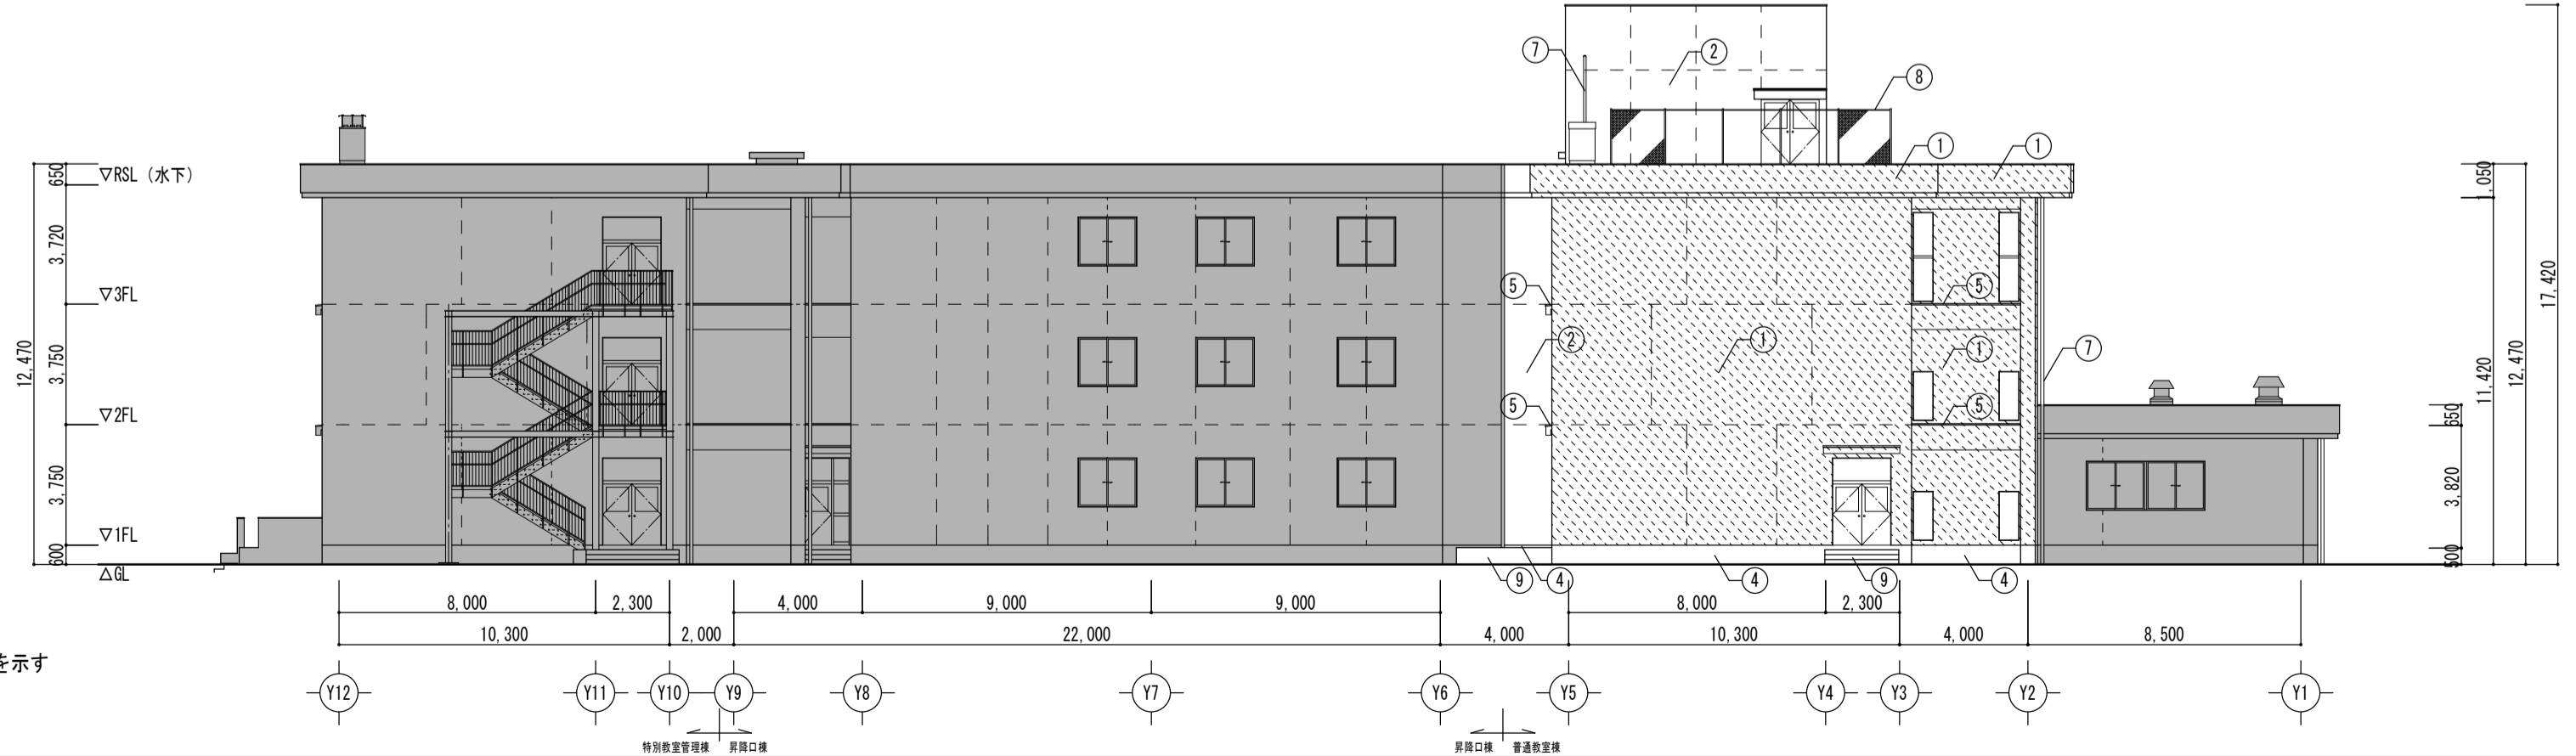 7
2
8
1
1
650
▽RSL（水下）
1,050
3,720
17,420
▽3FL
5
5
12,470
3,750
2
1
1
7
11,420
12,470
▽2FL
5
5
650
3,750
3,820
▽1FL
600
500
△GL
9
4
4
9
4
8,000
2,300
4,000
9,000
9,000
8,000
2,300
10,300
2,000
22,000
4,000
10,300
4,000
8,500
を示す
Y12
Y11
Y10
Y9
Y8
Y7
Y6
Y5
Y4
Y3
Y2
Y1
特別教室管理棟
昇降口棟
昇降口棟
普通教室棟